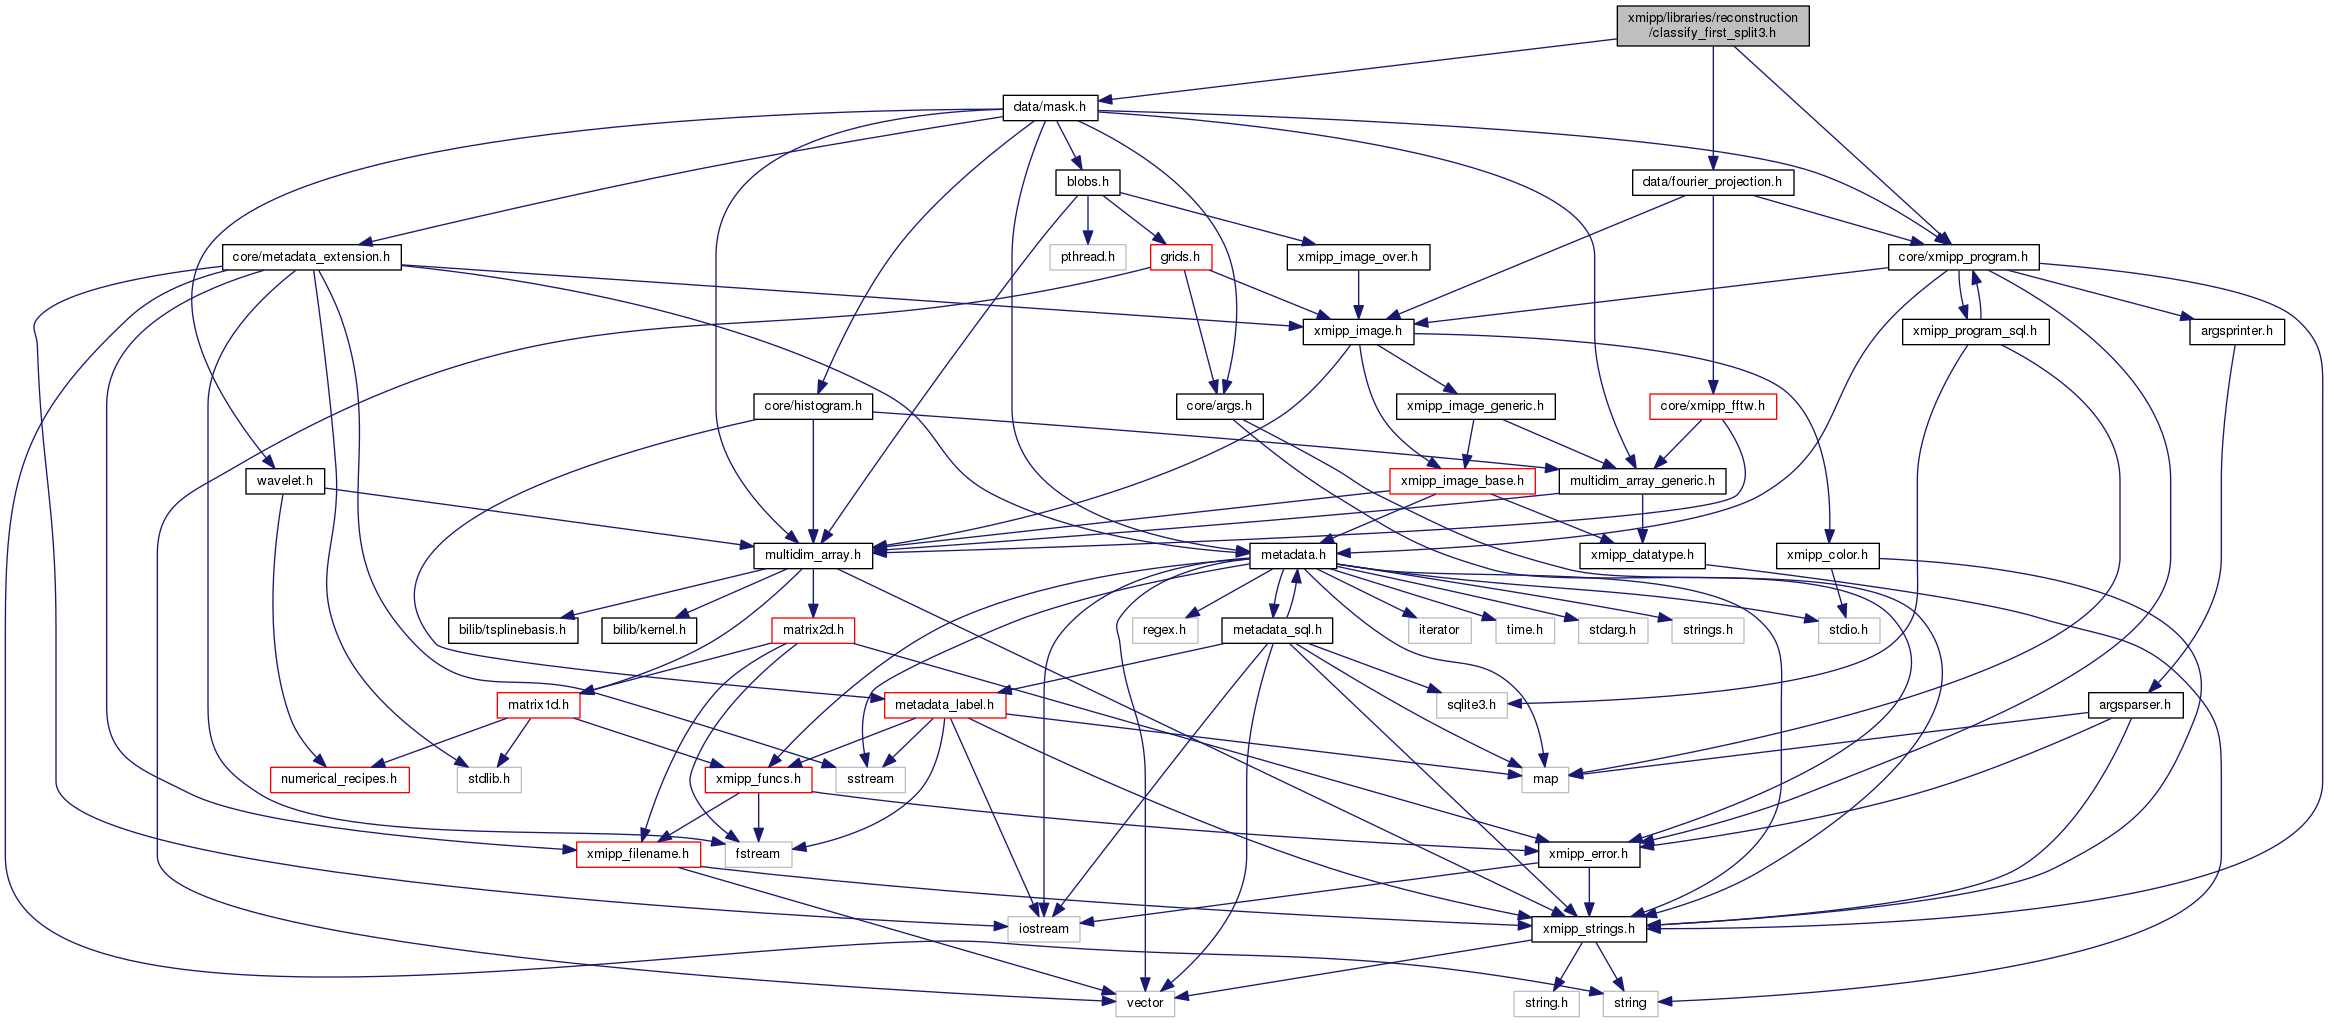 xmipp/libraries/reconstruction
/classify_first_split3.h
data/mask.h
blobs.h
data/fourier_projection.h
core/metadata_extension.h
pthread.h
grids.h
xmipp_image_over.h
core/xmipp_program.h
xmipp_image.h
xmipp_program_sql.h
argsprinter.h
core/histogram.h
core/args.h
xmipp_image_generic.h
core/xmipp_fftw.h
wavelet.h
xmipp_image_base.h
multidim_array_generic.h
multidim_array.h
metadata.h
xmipp_datatype.h
xmipp_color.h
bilib/tsplinebasis.h
bilib/kernel.h
matrix2d.h
regex.h
metadata_sql.h
iterator
time.h
stdarg.h
strings.h
stdio.h
matrix1d.h
metadata_label.h
sqlite3.h
argsparser.h
numerical_recipes.h
stdlib.h
xmipp_funcs.h
sstream
map
xmipp_filename.h
fstream
xmipp_error.h
iostream
xmipp_strings.h
vector
string.h
string